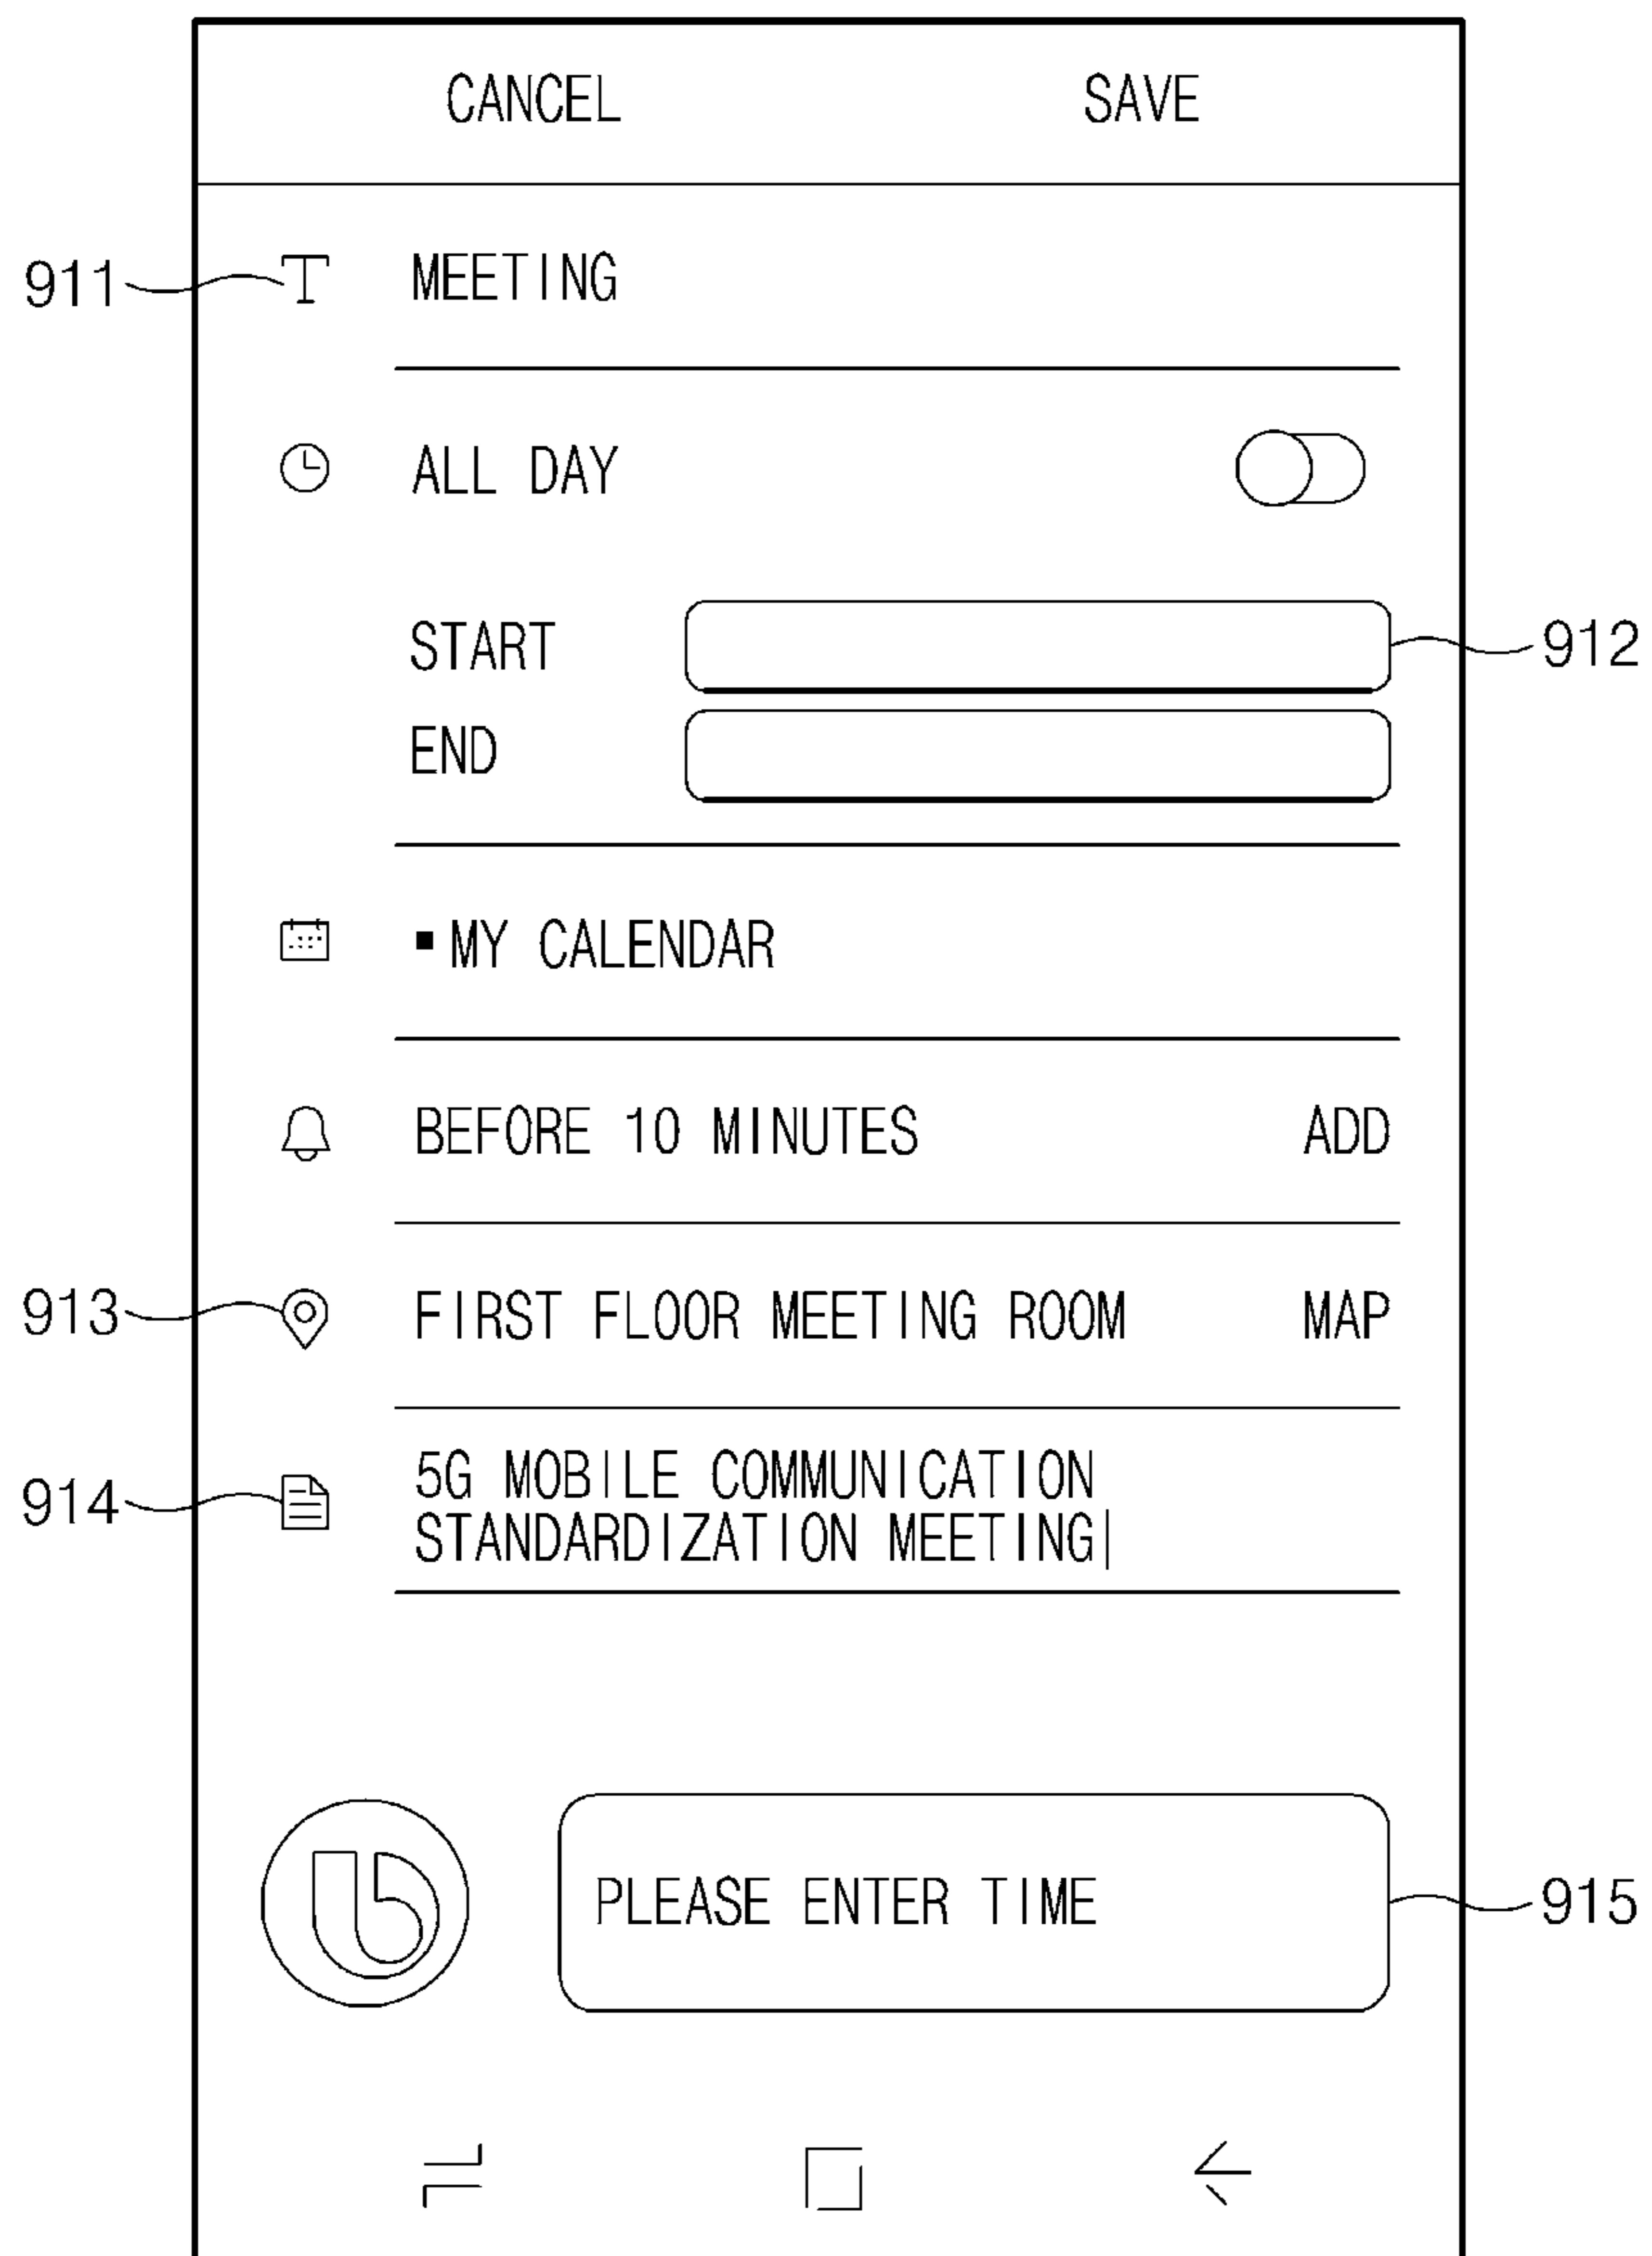 CANCEL SAVE
911 T MEETING
ALL DAY
START
912
END
▪MY CALENDAR
BEFORE 10 MINUTES ADD
913 FIRST FLOOR MEETING ROOM MAP
914 5G MOBILE COMMUNICATION
STANDARDIZATION MEETING
PLEASE ENTER TIME 915